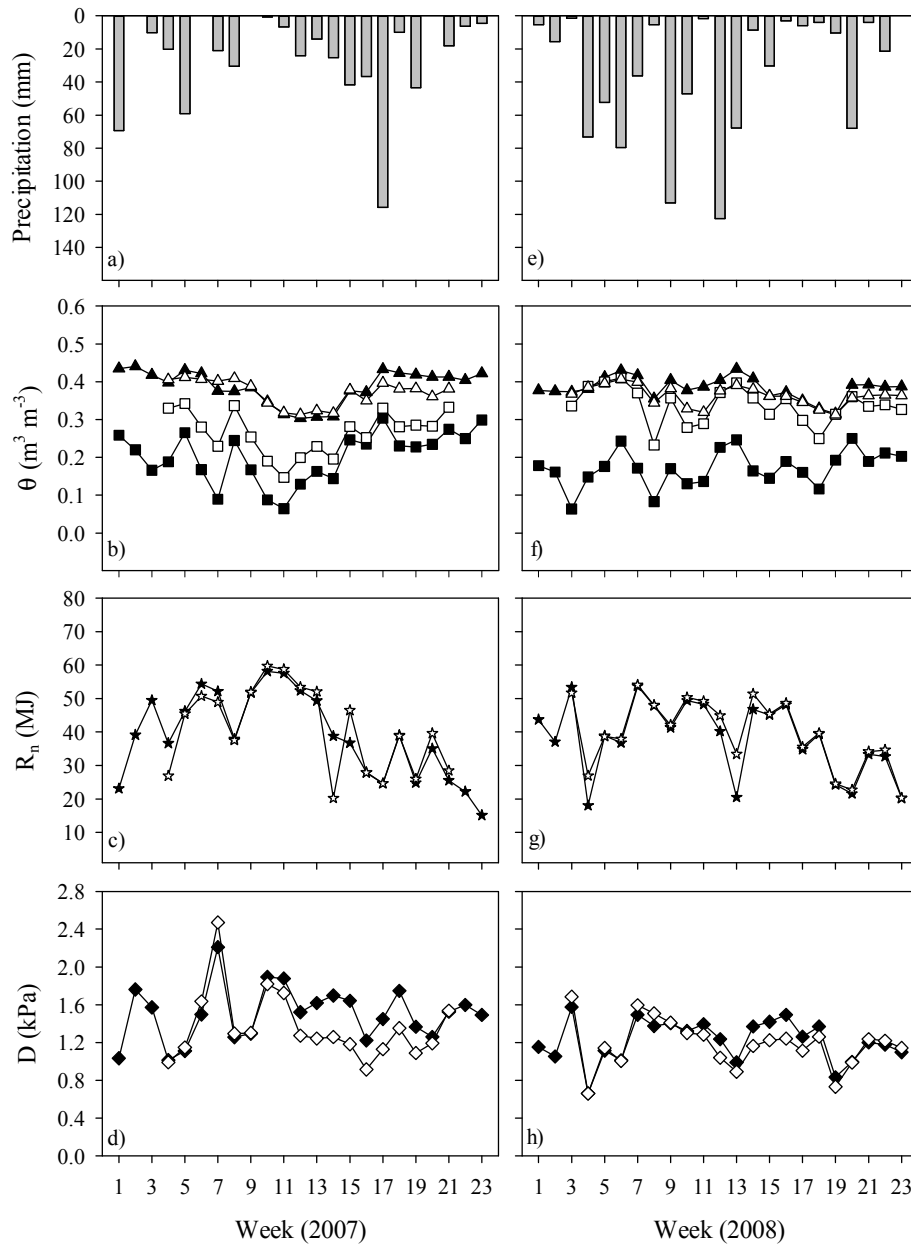 Precipitation (mm)
0
20
40
60
80
100
120
140
a)
e)
θ (m³ m⁻³)
0.6
0.5
0.4
0.3
0.2
0.1
0.0
b)
f)
Rₙ (MJ)
80
70
60
50
40
30
20
10
c)
g)
D (kPa)
2.8
2.4
2.0
1.6
1.2
0.8
0.4
0.0
d)
h)
1 3 5 7 9 11 13 15 17 19 21 23
1 3 5 7 9 11 13 15 17 19 21 23
Week (2007)
Week (2008)